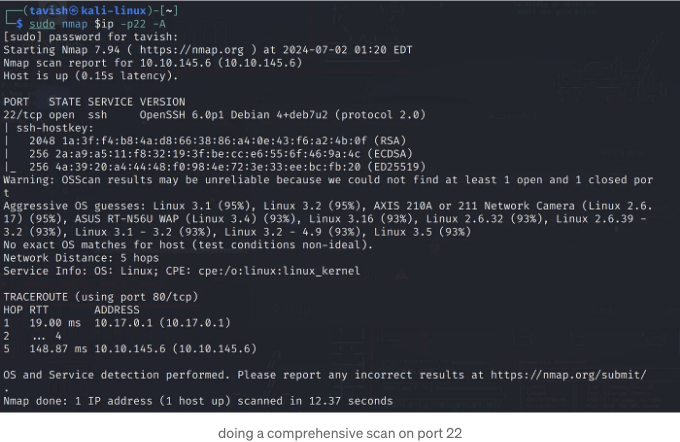 ┌──(tavish㉿kali-linux)-[~]
└─$ sudo nmap $ip -p22 -A
[sudo] password for tavish:
Starting Nmap 7.94 ( https://nmap.org ) at 2024-07-02 01:20 EDT
Nmap scan report for 10.10.145.6 (10.10.145.6)
Host is up (0.15s latency).

PORT   STATE SERVICE VERSION
22/tcp open  ssh     OpenSSH 6.0p1 Debian 4+deb7u2 (protocol 2.0)
| ssh-hostkey:
|   2048 1a:3f:f4:b8:4a:d8:66:38:86:a4:0e:43:f6:a2:4b:0f (RSA)
|   256 2a:a9:a5:11:f8:32:19:3f:be:cc:e6:55:6f:46:9a:4c (ECDSA)
|_  256 4a:39:20:a4:44:48:f0:98:4e:72:3e:33:ee:bc:fb:20 (ED25519)
Warning: OSScan results may be unreliable because we could not find at least 1 open and 1 closed por
t
Aggressive OS guesses: Linux 3.1 (95%), Linux 3.2 (95%), AXIS 210A or 211 Network Camera (Linux 2.6.
17) (95%), ASUS RT-N56U WAP (Linux 3.4) (93%), Linux 3.16 (93%), Linux 2.6.32 (93%), Linux 2.6.39 -
3.2 (93%), Linux 3.1 - 3.2 (93%), Linux 3.2 - 4.9 (93%), Linux 3.5 (93%)
No exact OS matches for host (test conditions non-ideal).
Network Distance: 5 hops
Service Info: OS: Linux; CPE: cpe:/o:linux:linux_kernel

TRACEROUTE (using port 80/tcp)
HOP RTT       ADDRESS
1   19.00 ms  10.17.0.1 (10.17.0.1)
2   ... 4
5   148.87 ms 10.10.145.6 (10.10.145.6)

OS and Service detection performed. Please report any incorrect results at https://nmap.org/submit/
.
Nmap done: 1 IP address (1 host up) scanned in 12.37 seconds
doing a comprehensive scan on port 22